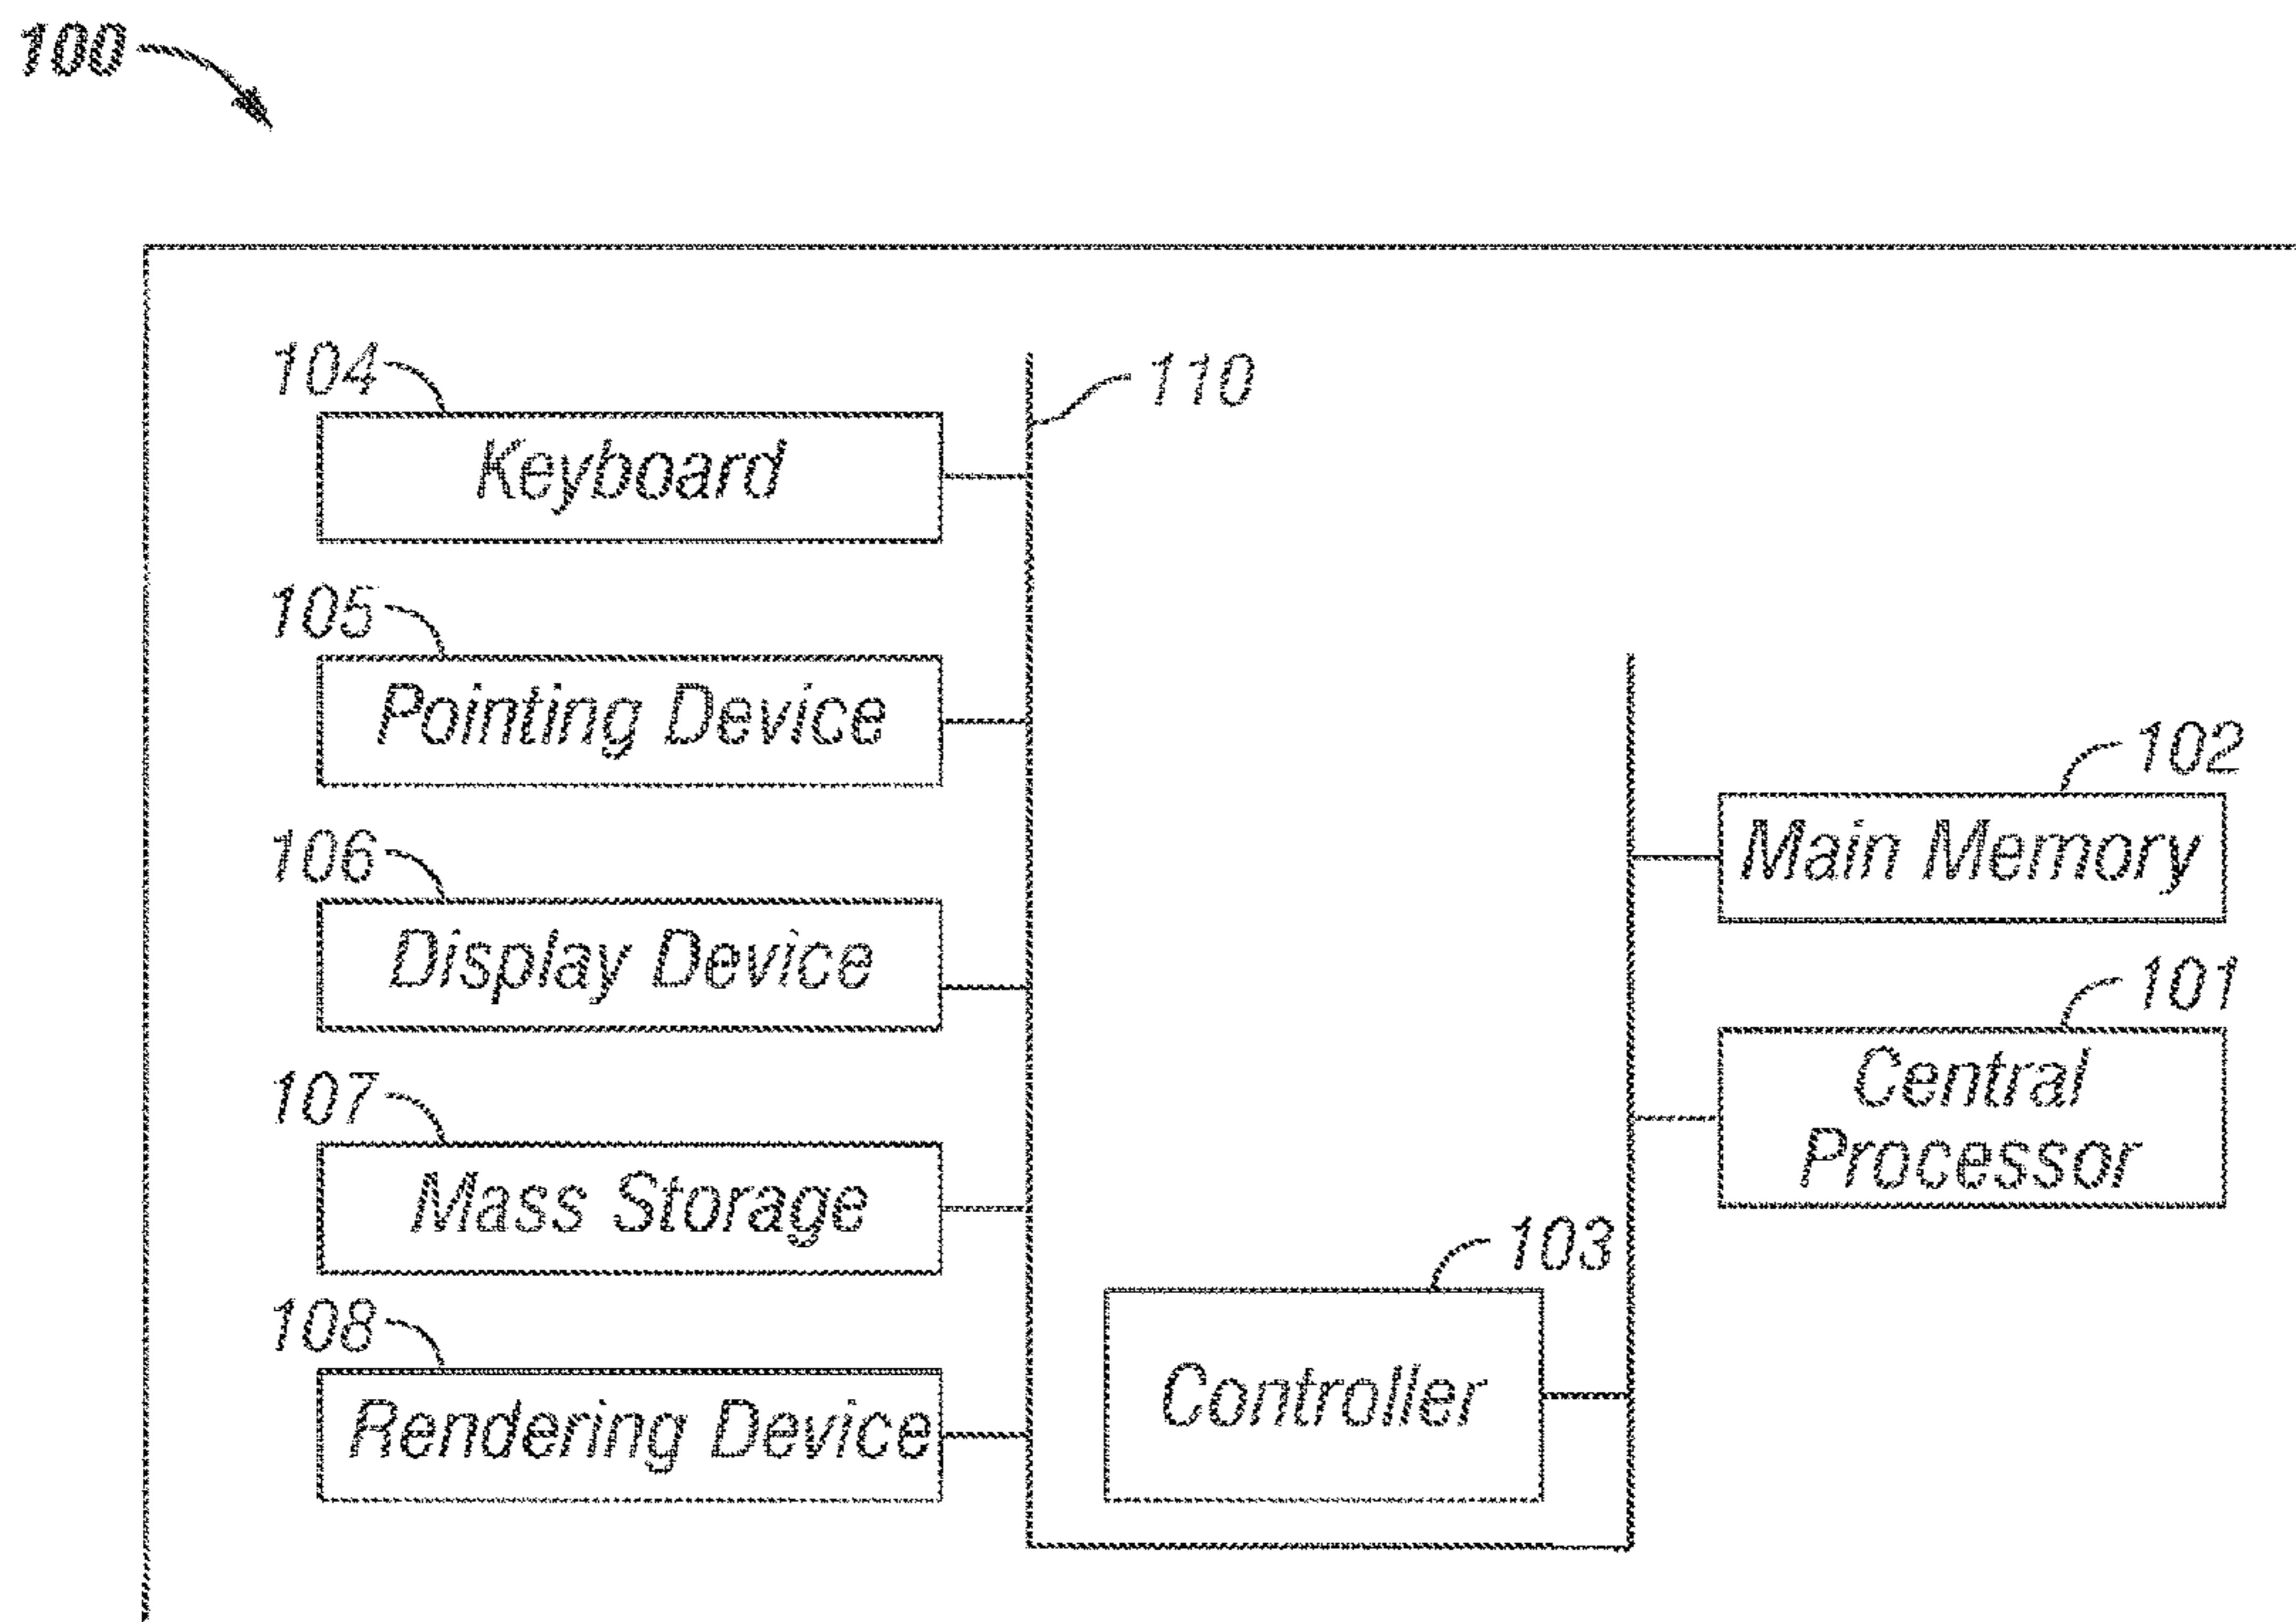 100
104
110
Keyboard
105
Pointing Device
102
Main Memory
106
Display Device
101
Central
Processor
107
Mass Storage
103
Controller
108
Rendering Device